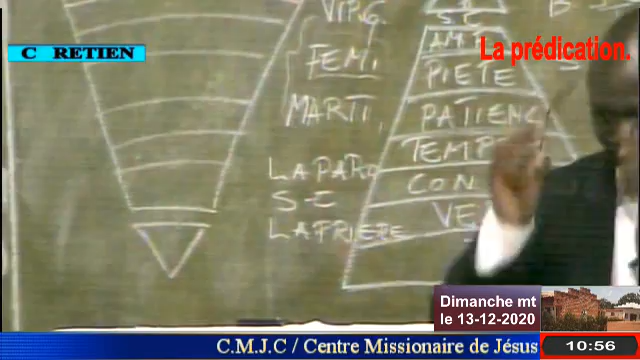 VIP.G.
S C
B.
La prédication.
C RETIEN
FEMI
AM
PIETE
MARTI,
PATIENC
TEMP
LA PARO
CON
S-E
VE
LA PRIERE
Dimanche mt
le 13-12-2020
C.M.J.C / Centre Missionaire de Jésus
10:56